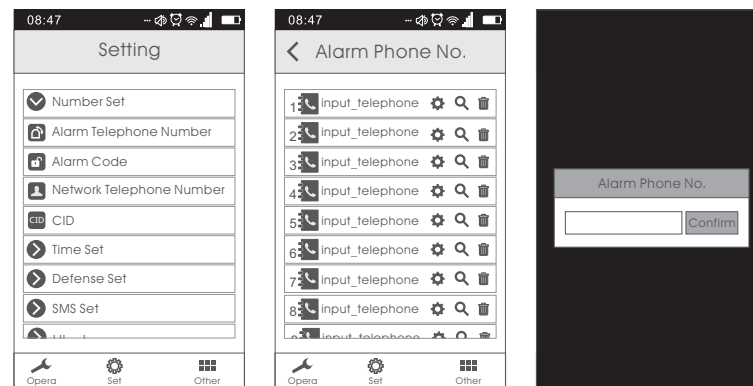 08:47
Setting
Number Set
Alarm Telephone Number
Alarm Code
Network Telephone Number
CID CID
Time Set
Defense Set
SMS Set
Opera Set Other
08:47
Alarm Phone No.
1 input_telephone
2 input_telephone
3 input_telephone
4 input_telephone
5 input_telephone
6 input_telephone
7 input_telephone
8 input_telephone
input_telephone
Opera Set Other
Alarm Phone No.
Confirm